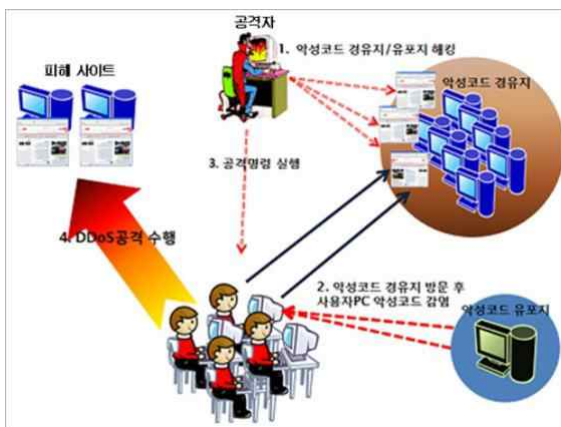 공격자
1. 악성코드 경유지/유포지 해킹
피해 사이트
악성코드 경유지
3. 공격명령 실행
4. DDoS공격 수행
2. 악성코드 경유지 방문 후
사용자PC 악성코드 감염
악성코드 유포지